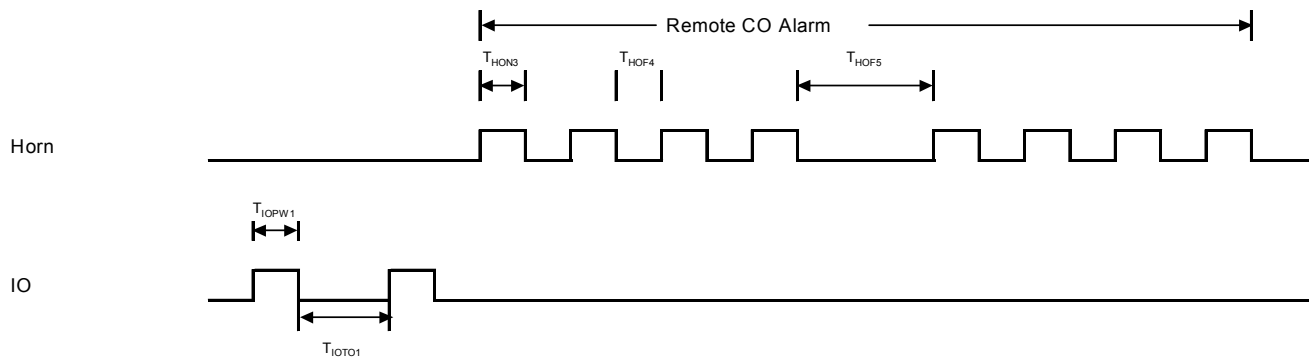 Remote CO Alarm
THON3
THOF4
THOF5
Horn
TIOPW1
IO
TIOTO1